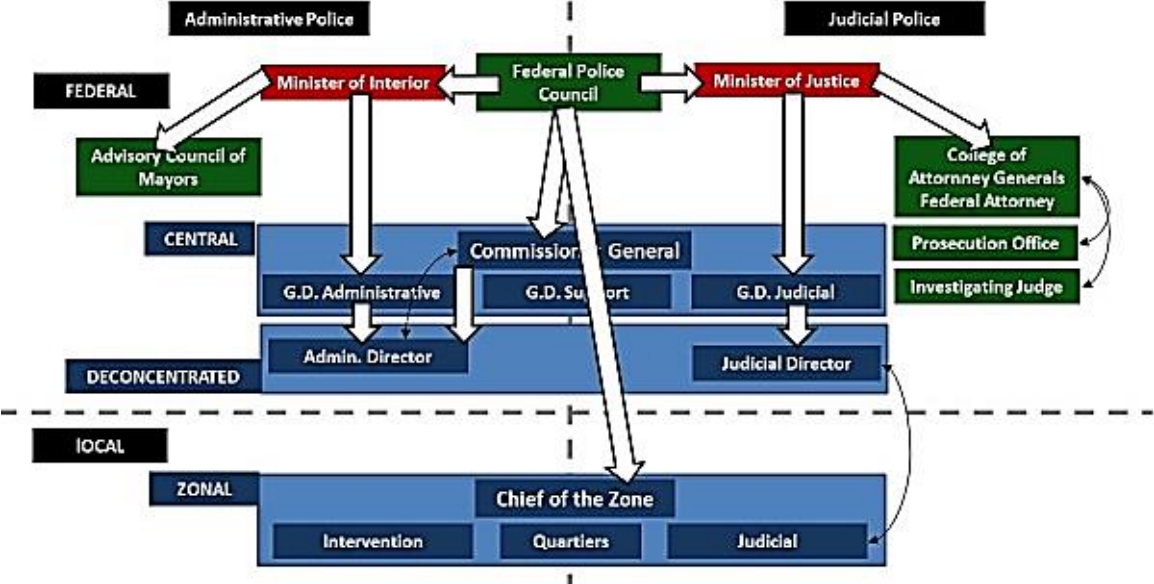 Administrative Police
Judicial Police
FEDERAL
Minister of Interior
Federal Police
Council
Minister of Justice
Advisory Council of
Mayors
College of
Attornney Generals
Federal Attorney
Prosecution Office
Investigating Judge
CENTRAL
Commissioner General
G.D. Administrative
G.D. Support
G.D. Judicial
DECONCENTRATED
Admin. Director
Judicial Director
lOCAL
ZONAL
Chief of the Zone
Intervention
Quartiers
Judicial